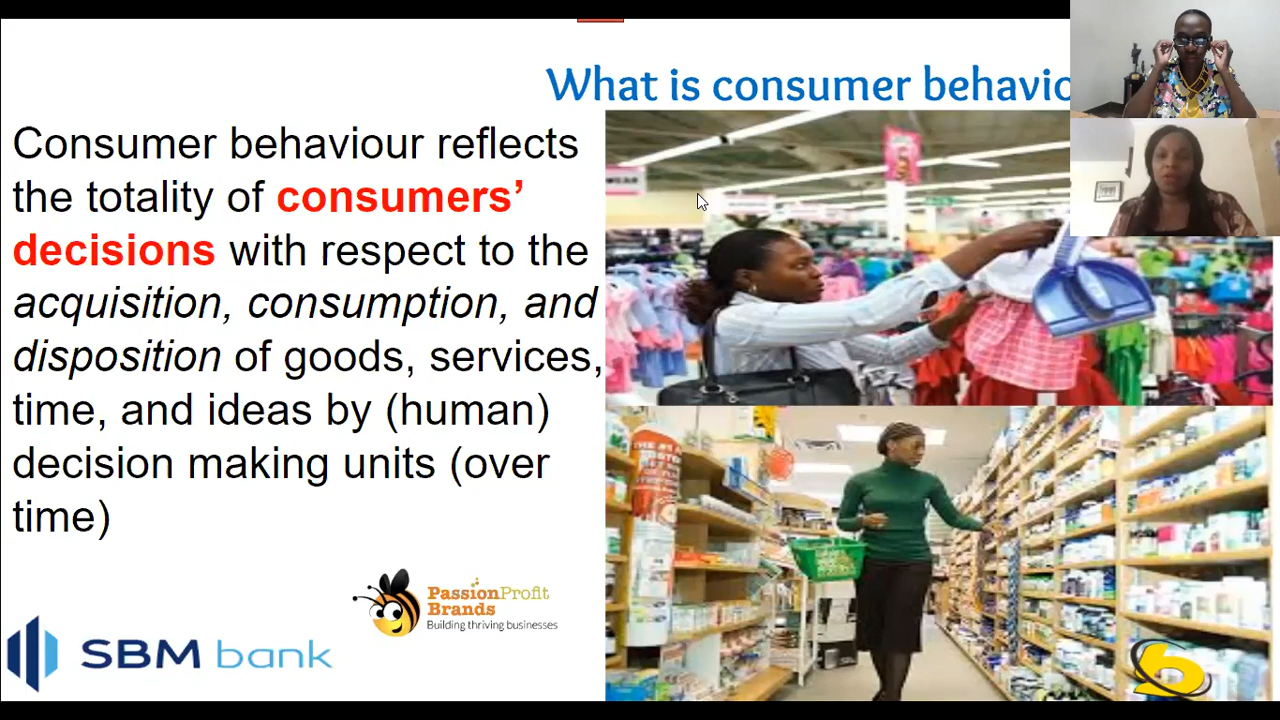 What is consumer behavio
Consumer behaviour reflects
the totality of consumers’
decisions with respect to the
acquisition, consumption, and
disposition of goods, services,
time, and ideas by (human)
decision making units (over
time)
PassionProfit
Brands
Building thriving businesses
SBM bank